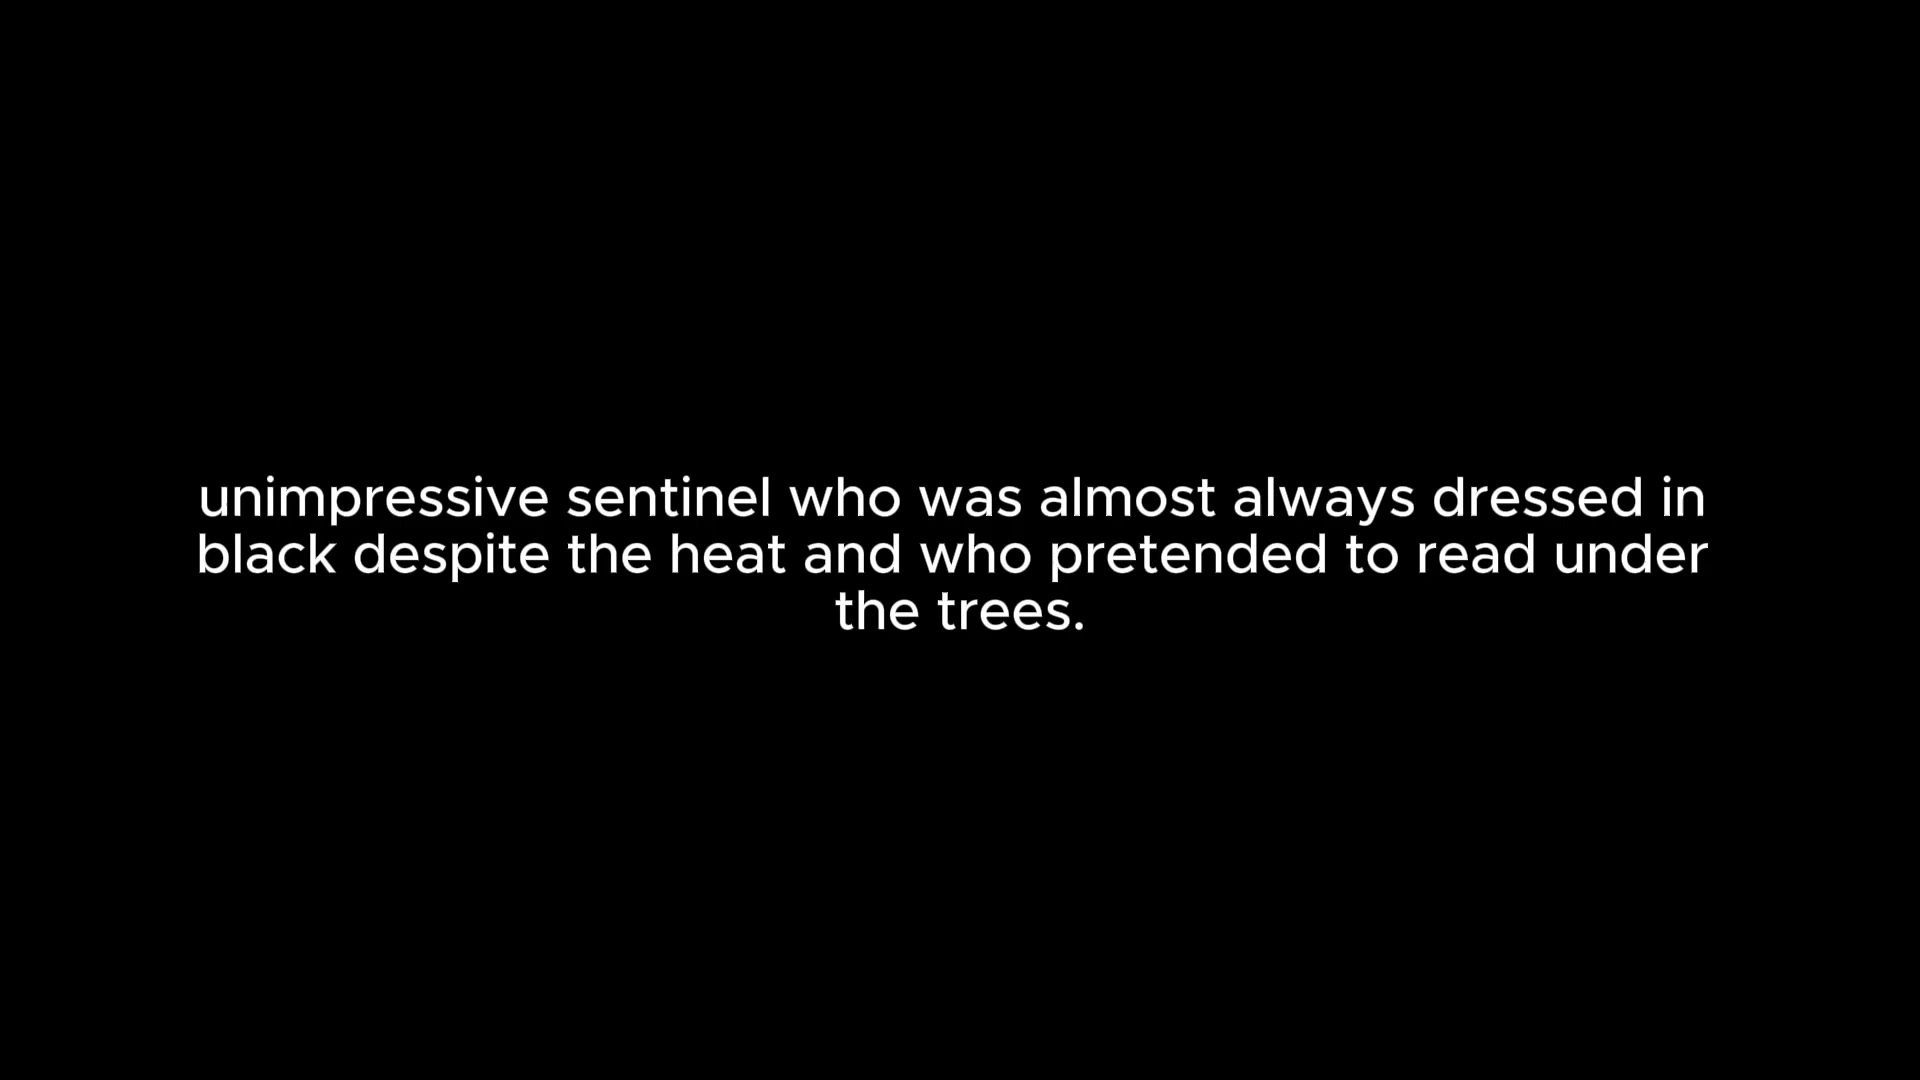 unimpressive sentinel who was almost always dressed in
black despite the heat and who pretended to read under
the trees.